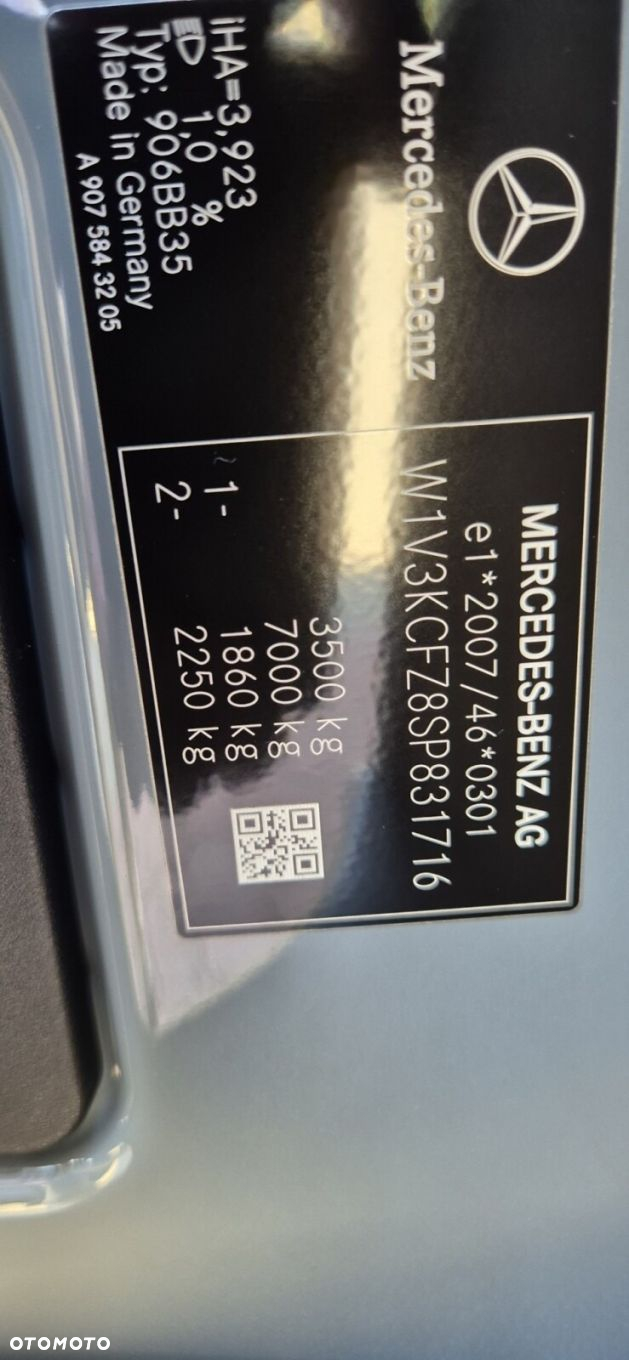 Mercedes-Benz
iHA=3,923
1,0 %
Typ: 906BB35
Made in Germany
A 907 584 32 05
MERCEDES-BENZ AG
e1*2007/46*0301
W1V3KCFZ8SP831716
3500 kg
7000 kg
1- 1860 kg
2- 2250 kg
OTOMOTO